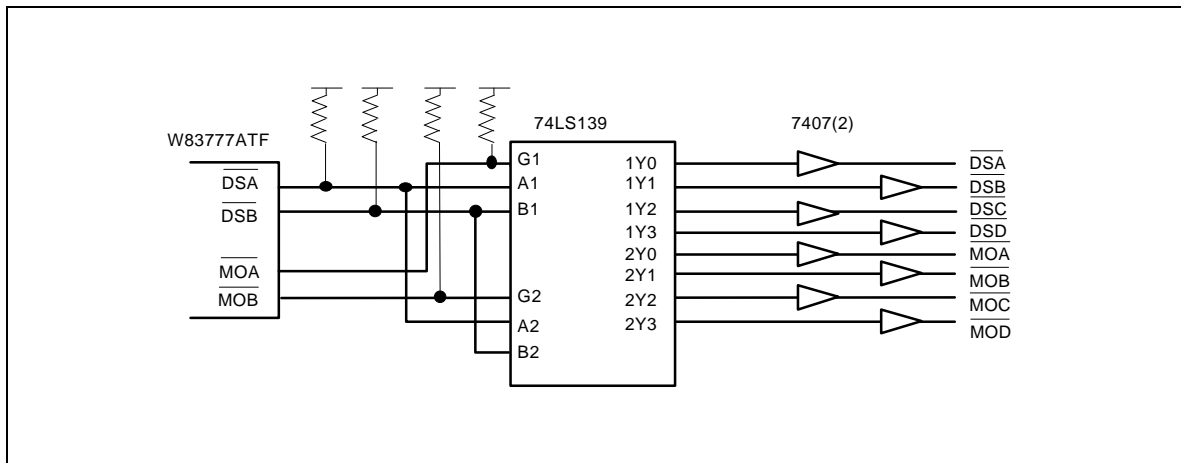 74LS139
7407(2)
W83777ATF
DSA
DSB
MOA
MOB
G1
A1
B1
G2
A2
B2
1Y0
1Y1
1Y2
1Y3
2Y0
2Y1
2Y2
2Y3
DSA
DSB
DSC
DSD
MOA
MOB
MOC
MOD